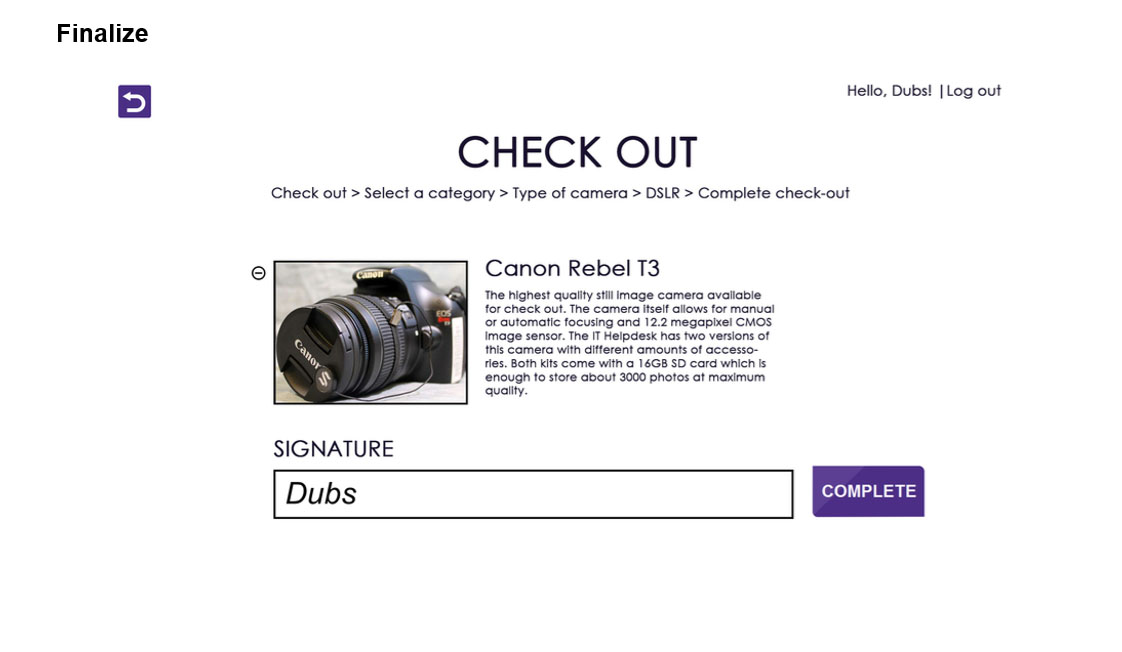 Finalize
Hello, Dubs! |Log out
CHECK OUT
Check out > Select a category > Type of camera > DSLR > Complete check-out
Canon
EOS
Canon
S
Canon Rebel T3
The highest quality still image camera available
for check out. The camera itself allows for manual
or automatic focusing and 12.2 megapixel CMOS
image sensor. The IT Helpdesk has two versions of
this camera with different amounts of accesso-
ries. Both kits come with a 16GB SD card which is
enough to store about 3000 photos at maximum
quality.
SIGNATURE
Dubs
COMPLETE